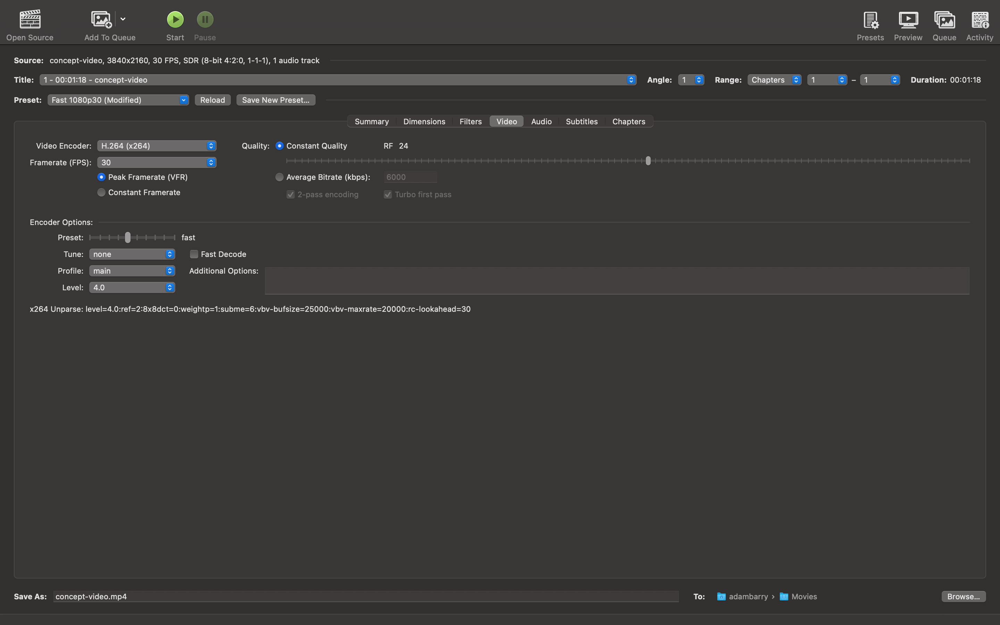 Open Source
Add To Queue
Start
Pause
Presets
Preview
Queue
Activity
Source: concept-video, 3840x2160, 30 FPS, SDR (8-bit 4:2:0, 1-1-1), 1 audio track
Title: 1 - 00:01:18 - concept-video Angle: 1 Range: Chapters 1 – 1 Duration: 00:01:18
Preset: Fast 1080p30 (Modified) Reload Save New Preset...
Summary Dimensions Filters Video Audio Subtitles Chapters
Video Encoder: H.264 (x264) Quality: Constant Quality RF 24
Framerate (FPS): 30
Peak Framerate (VFR) Average Bitrate (kbps): 6000
Constant Framerate 2-pass encoding Turbo first pass
Encoder Options:
Preset: fast
Tune: none Fast Decode
Profile: main Additional Options:
Level: 4.0
x264 Unparse: level=4.0:ref=2:8x8dct=0:weightp=1:subme=6:vbv-bufsize=25000:vbv-maxrate=20000:rc-lookahead=30
Save As: concept-video.mp4 To: adambarry › Movies Browse...